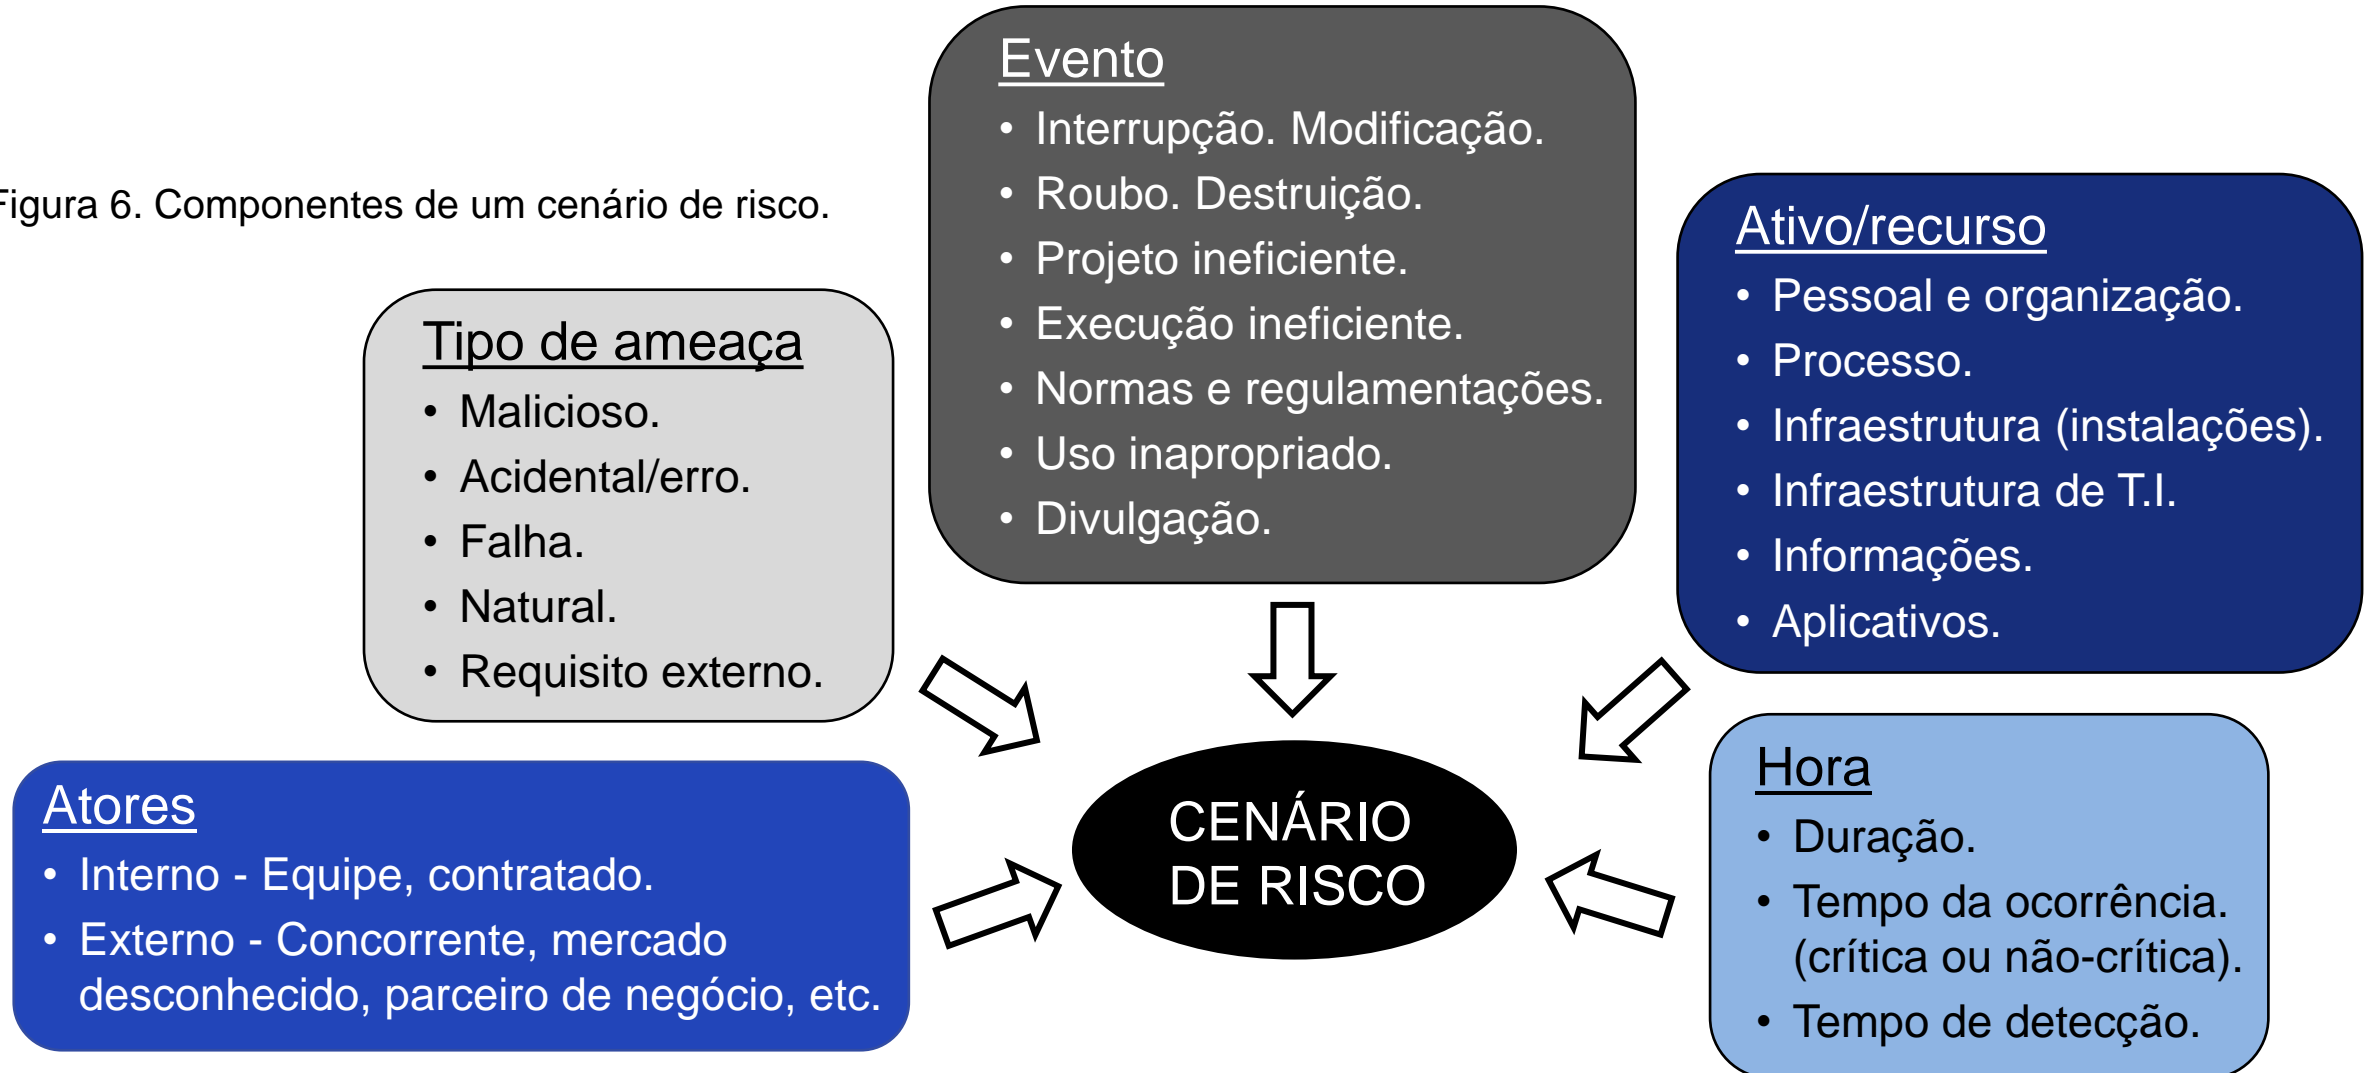 Figura 6. Componentes de um cenário de risco.
Evento
• Interrupção. Modificação.
• Roubo. Destruição.
• Projeto ineficiente.
• Execução ineficiente.
• Normas e regulamentações.
• Uso inapropriado.
• Divulgação.
Ativo/recurso
• Pessoal e organização.
• Processo.
• Infraestrutura (instalações).
• Infraestrutura de T.I.
• Informações.
• Aplicativos.
Tipo de ameaça
• Malicioso.
• Acidental/erro.
• Falha.
• Natural.
• Requisito externo.
Atores
• Interno - Equipe, contratado.
• Externo - Concorrente, mercado
desconhecido, parceiro de negócio, etc.
CENÁRIO
DE RISCO
Hora
• Duração.
• Tempo da ocorrência.
(crítica ou não-crítica).
• Tempo de detecção.